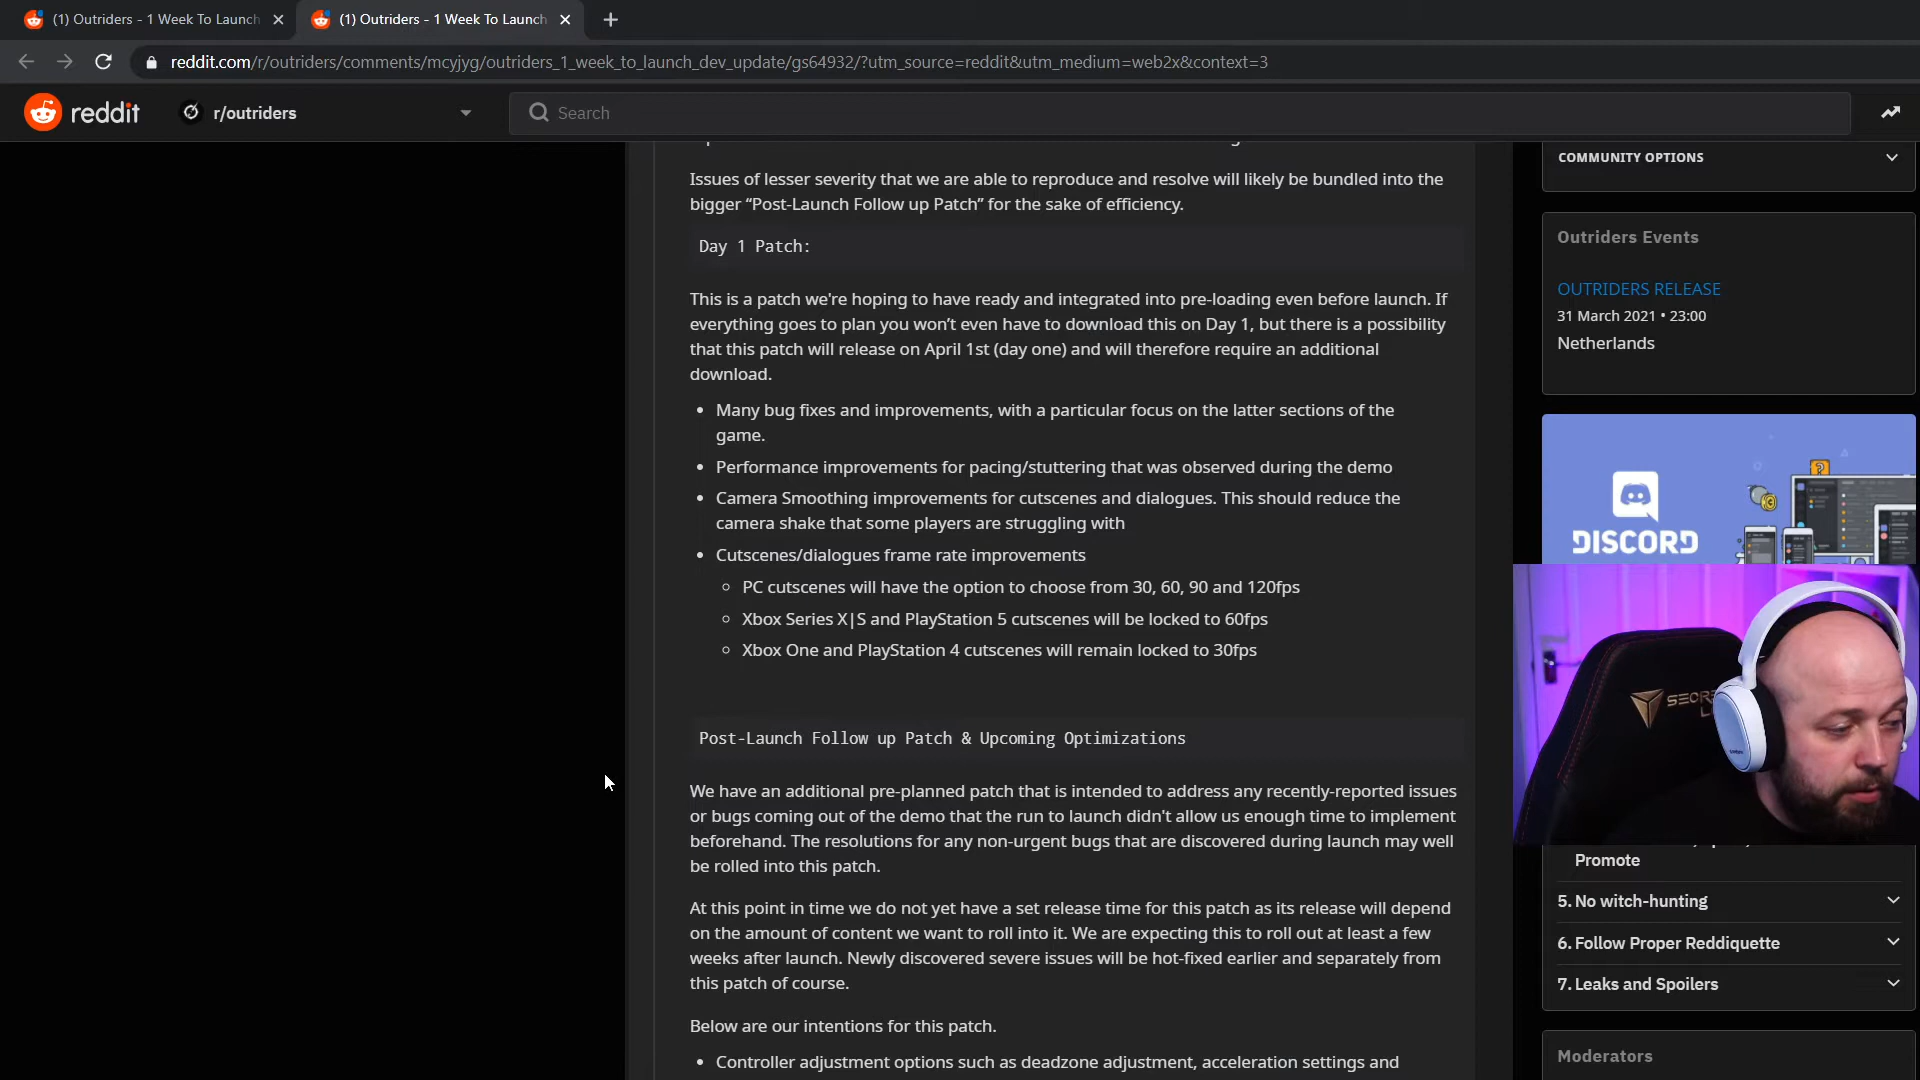 (1) Outriders - 1 Week To Launch
(1) Outriders - 1 Week To Launch
reddit.com/r/outriders/comments/mcyjyg/outriders_1_week_to_launch_dev_update/gs64932/?utm_source=reddit&utm_medium=web2x&context=3
reddit
r/outriders
Search
Issues of lesser severity that we are able to reproduce and resolve will likely be bundled into the
bigger “Post-Launch Follow up Patch” for the sake of efficiency.
Day 1 Patch:
This is a patch we're hoping to have ready and integrated into pre-loading even before launch. If
everything goes to plan you won’t even have to download this on Day 1, but there is a possibility
that this patch will release on April 1st (day one) and will therefore require an additional
download.
• Many bug fixes and improvements, with a particular focus on the latter sections of the
game.
• Performance improvements for pacing/stuttering that was observed during the demo
• Camera Smoothing improvements for cutscenes and dialogues. This should reduce the
camera shake that some players are struggling with
• Cutscenes/dialogues frame rate improvements
◦ PC cutscenes will have the option to choose from 30, 60, 90 and 120fps
◦ Xbox Series X|S and PlayStation 5 cutscenes will be locked to 60fps
◦ Xbox One and PlayStation 4 cutscenes will remain locked to 30fps
Post-Launch Follow up Patch & Upcoming Optimizations
We have an additional pre-planned patch that is intended to address any recently-reported issues
or bugs coming out of the demo that the run to launch didn't allow us enough time to implement
beforehand. The resolutions for any non-urgent bugs that are discovered during launch may well
be rolled into this patch.
At this point in time we do not yet have a set release time for this patch as its release will depend
on the amount of content we want to roll into it. We are expecting this to roll out at least a few
weeks after launch. Newly discovered severe issues will be hot-fixed earlier and separately from
this patch of course.
Below are our intentions for this patch.
• Controller adjustment options such as deadzone adjustment, acceleration settings and
COMMUNITY OPTIONS
Outriders Events
OUTRIDERS RELEASE
31 March 2021 • 23:00
Netherlands
DISCORD
Promote
5. No witch-hunting
6. Follow Proper Reddiquette
7. Leaks and Spoilers
Moderators